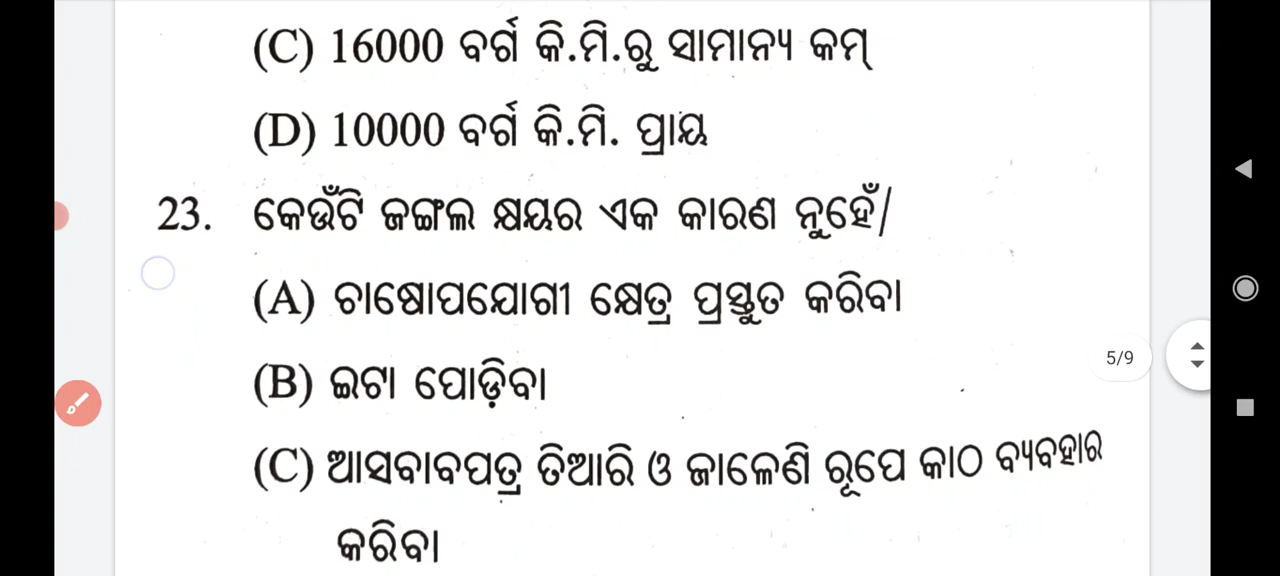 (C) 16000 ବର୍ଗ କି.ମି.ରୁ ସାମାନ୍ୟ କମ୍
(D) 10000 ବର୍ଗ କି.ମି. ପ୍ରାୟ
23. କେଉଁଟି ଜଙ୍ଗଲ କ୍ଷୟର ଏକ କାରଣ ନୁହେଁ/
(A) ଚାଷୋପଯୋଗୀ କ୍ଷେତ୍ର ପ୍ରସ୍ତୁତ କରିବା
(B) ଇଟା ପୋଡ଼ିବା
5/9
(C) ଆସବାବପତ୍ର ତିଆରି ଓ ଜାଳେଣି ରୂପେ କାଠ ବ୍ୟବହାର
କରିବା